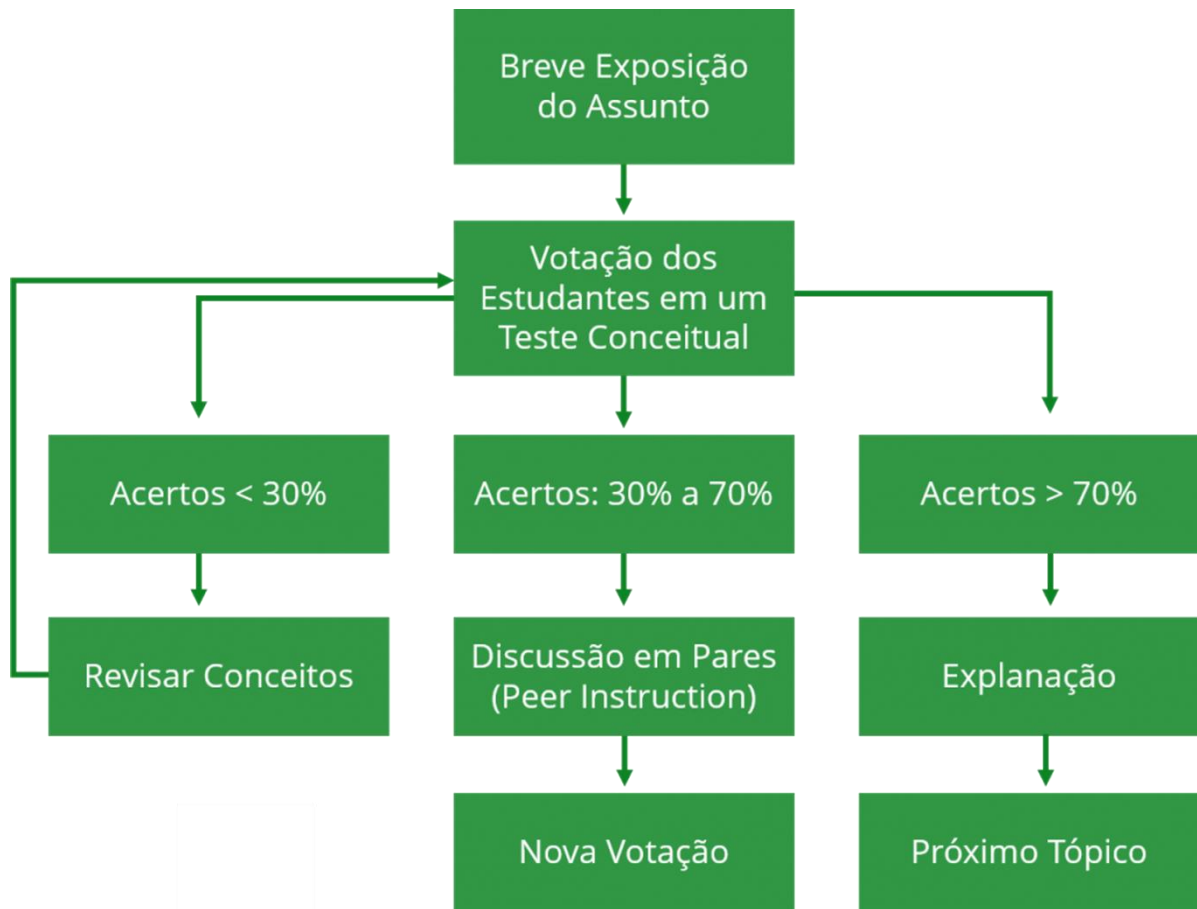 Breve Exposição
do Assunto
Votação dos
Estudantes em um
Teste Conceitual
Acertos < 30%
Acertos: 30% a 70%
Acertos > 70%
Revisar Conceitos
Discussão em Pares
(Peer Instruction)
Explanação
Nova Votação
Próximo Tópico